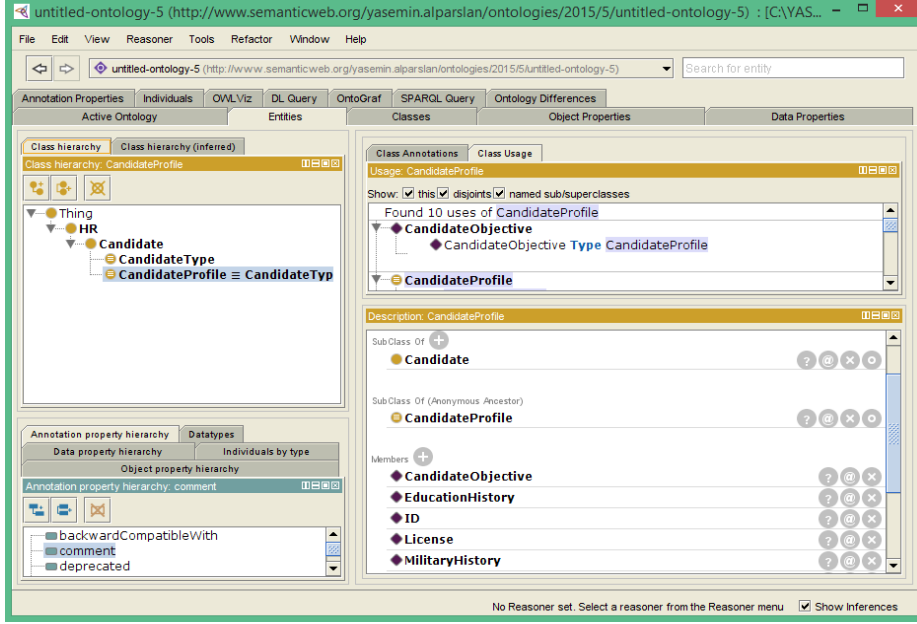 untitled-ontology-5 (http://www.semanticweb.org/yasemin.alparslan/ontologies/2015/5/untitled-ontology-5) : [C:\YAS...
File Edit View Reasoner Tools Refactor Window Help
untitled-ontology-5 (http://www.semanticweb.org/yasemin.alparslan/ontologies/2015/5/untitled-ontology-5) Search for entity
Annotation Properties Individuals OWLViz DL Query OntoGraf SPARQL Query Ontology Differences
Active Ontology Entities Classes Object Properties Data Properties
Class hierarchy Class hierarchy (inferred)
Class hierarchy: CandidateProfile
Thing
HR
Candidate
CandidateType
CandidateProfile ≡ CandidateTyp
Annotation property hierarchy Datatypes
Data property hierarchy Individuals by type
Object property hierarchy
Annotation property hierarchy: comment
backwardCompatibleWith
comment
deprecated
Class Annotations Class Usage
Usage: CandidateProfile
Show: this disjoints named sub/superclasses
Found 10 uses of CandidateProfile
CandidateObjective
CandidateObjective Type CandidateProfile
CandidateProfile
Description: CandidateProfile
SubClass Of
Candidate
SubClass Of (Anonymous Ancestor)
CandidateProfile
Members
CandidateObjective
EducationHistory
ID
License
MilitaryHistory
No Reasoner set. Select a reasoner from the Reasoner menu Show Inferences